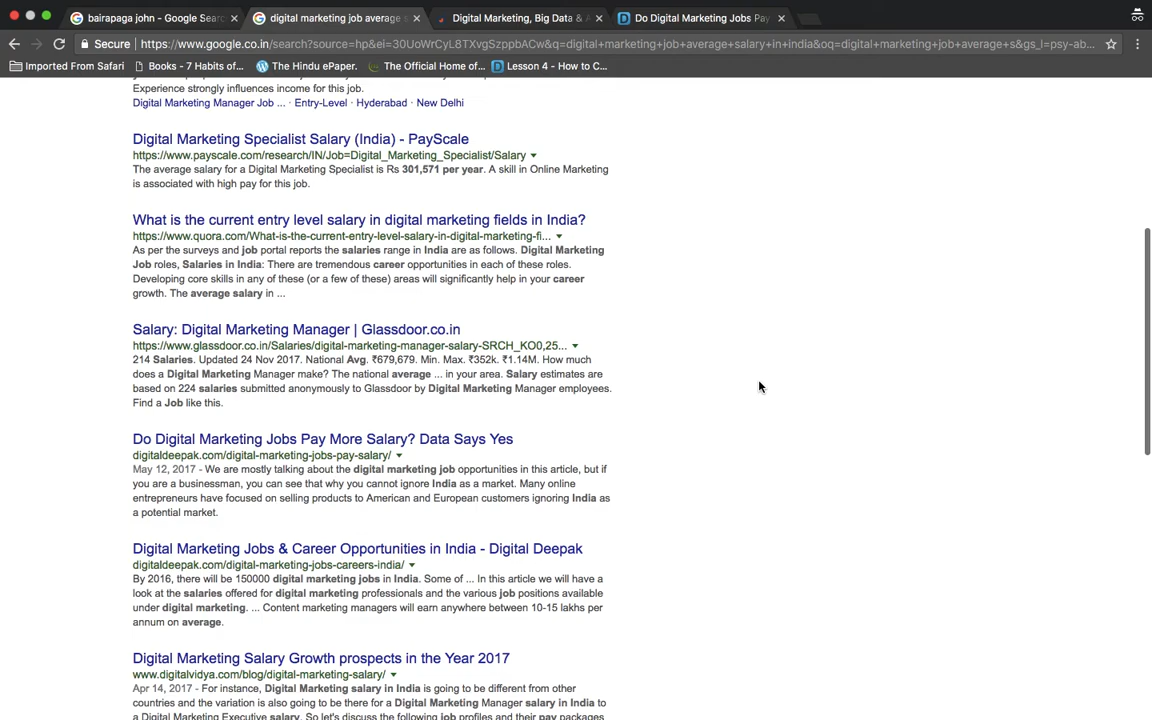 bairapaga john - Google Sear
digital marketing job average s
Digital Marketing, Big Data & A
Do Digital Marketing Jobs Pay
Secure
https://www.google.co.in/search?source=hp&ei=30UoWrCyL8TXvgSzppbACw&q=digital+marketing+job+average+salary+in+india&oq=digital+marketing+job+average+s&gs_l=psy-ab...
Imported From Safari
Books - 7 Habits of...
The Hindu ePaper.
The Official Home of...
Lesson 4 - How to C...
Experience strongly influences income for this job.
Digital Marketing Manager Job ... · Entry-Level · Hyderabad · New Delhi
Digital Marketing Specialist Salary (India) - PayScale
https://www.payscale.com/research/IN/Job=Digital_Marketing_Specialist/Salary
The average salary for a Digital Marketing Specialist is Rs 301,571 per year. A skill in Online Marketing
is associated with high pay for this job.
What is the current entry level salary in digital marketing fields in India?
https://www.quora.com/What-is-the-current-entry-level-salary-in-digital-marketing-fi...
As per the surveys and job portal reports the salaries range in India are as follows. Digital Marketing
Job roles, Salaries in India: There are tremendous career opportunities in each of these roles.
Developing core skills in any of these (or a few of these) areas will significantly help in your career
growth. The average salary in ...
Salary: Digital Marketing Manager | Glassdoor.co.in
https://www.glassdoor.co.in/Salaries/digital-marketing-manager-salary-SRCH_KO0,25...
214 Salaries. Updated 24 Nov 2017. National Avg. ₹679,679. Min. Max. ₹352k. ₹1.14M. How much
does a Digital Marketing Manager make? The national average ... in your area. Salary estimates are
based on 224 salaries submitted anonymously to Glassdoor by Digital Marketing Manager employees.
Find a Job like this.
Do Digital Marketing Jobs Pay More Salary? Data Says Yes
digitaldeepak.com/digital-marketing-jobs-pay-salary/
May 12, 2017 - We are mostly talking about the digital marketing job opportunities in this article, but if
you are a businessman, you can see that why you cannot ignore India as a market. Many online
entrepreneurs have focused on selling products to American and European customers ignoring India as
a potential market.
Digital Marketing Jobs & Career Opportunities in India - Digital Deepak
digitaldeepak.com/digital-marketing-jobs-careers-india/
By 2016, there will be 150000 digital marketing jobs in India. Some of ... In this article we will have a
look at the salaries offered for digital marketing professionals and the various job positions available
under digital marketing. ... Content marketing managers will earn anywhere between 10-15 lakhs per
annum on average.
Digital Marketing Salary Growth prospects in the Year 2017
www.digitalvidya.com/blog/digital-marketing-salary/
Apr 14, 2017 - For instance, Digital Marketing salary in India is going to be different from other
countries and the variation is also going to be there for a Digital Marketing Manager salary in India to
a Digital Marketing Executive salary. So let's discuss the following job profiles and their pay packages